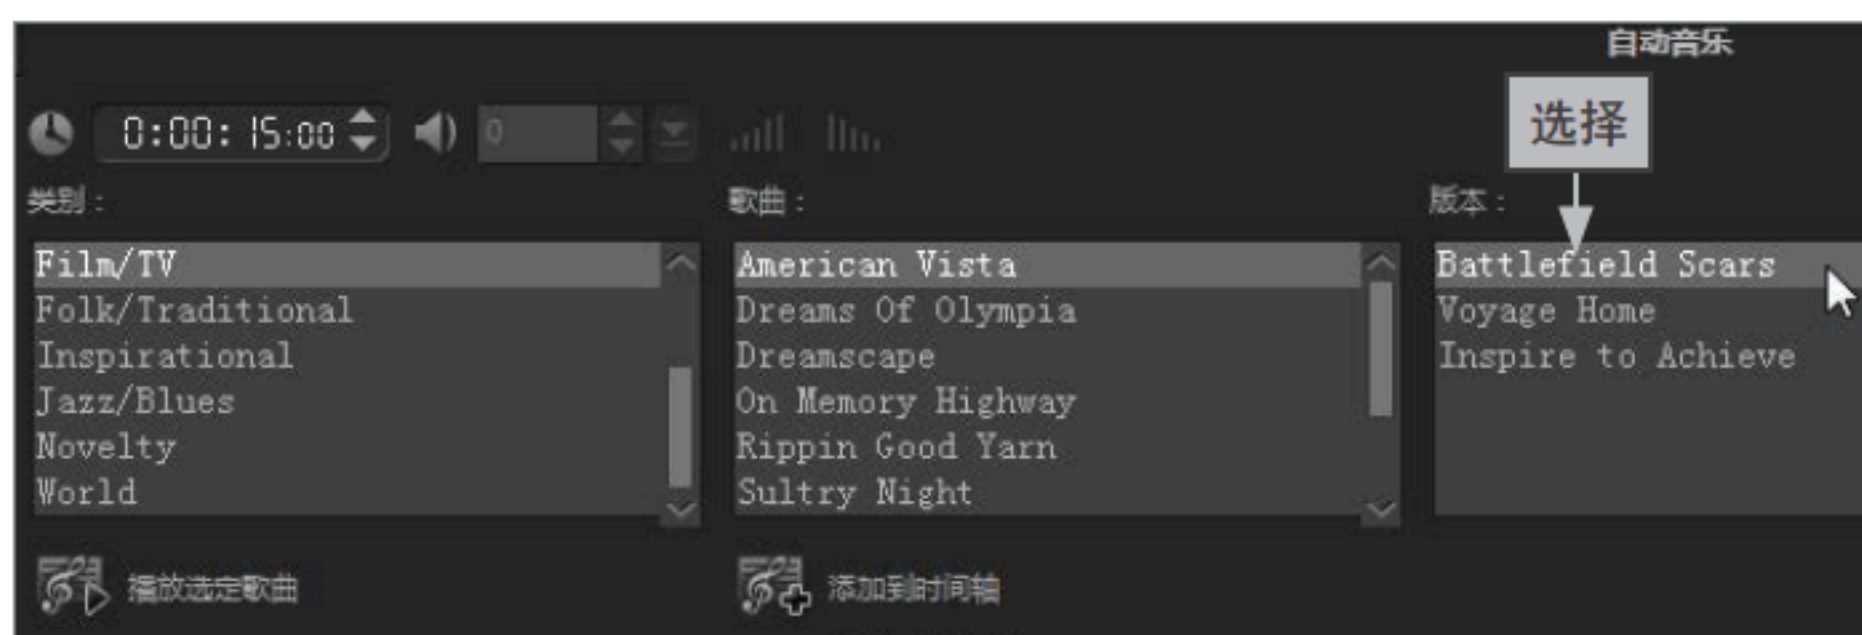 自动音乐
选择
0:00:15:00 0
类别：
歌曲：
版本：
Film/TV
Folk/Traditional
Inspirational
Jazz/Blues
Novelty
World
American Vista
Dreams Of Olympia
Dreamscape
On Memory Highway
Rippin Good Yarn
Sultry Night
Battlefield Scars
Voyage Home
Inspire to Achieve
播放选定歌曲
添加到时间轴